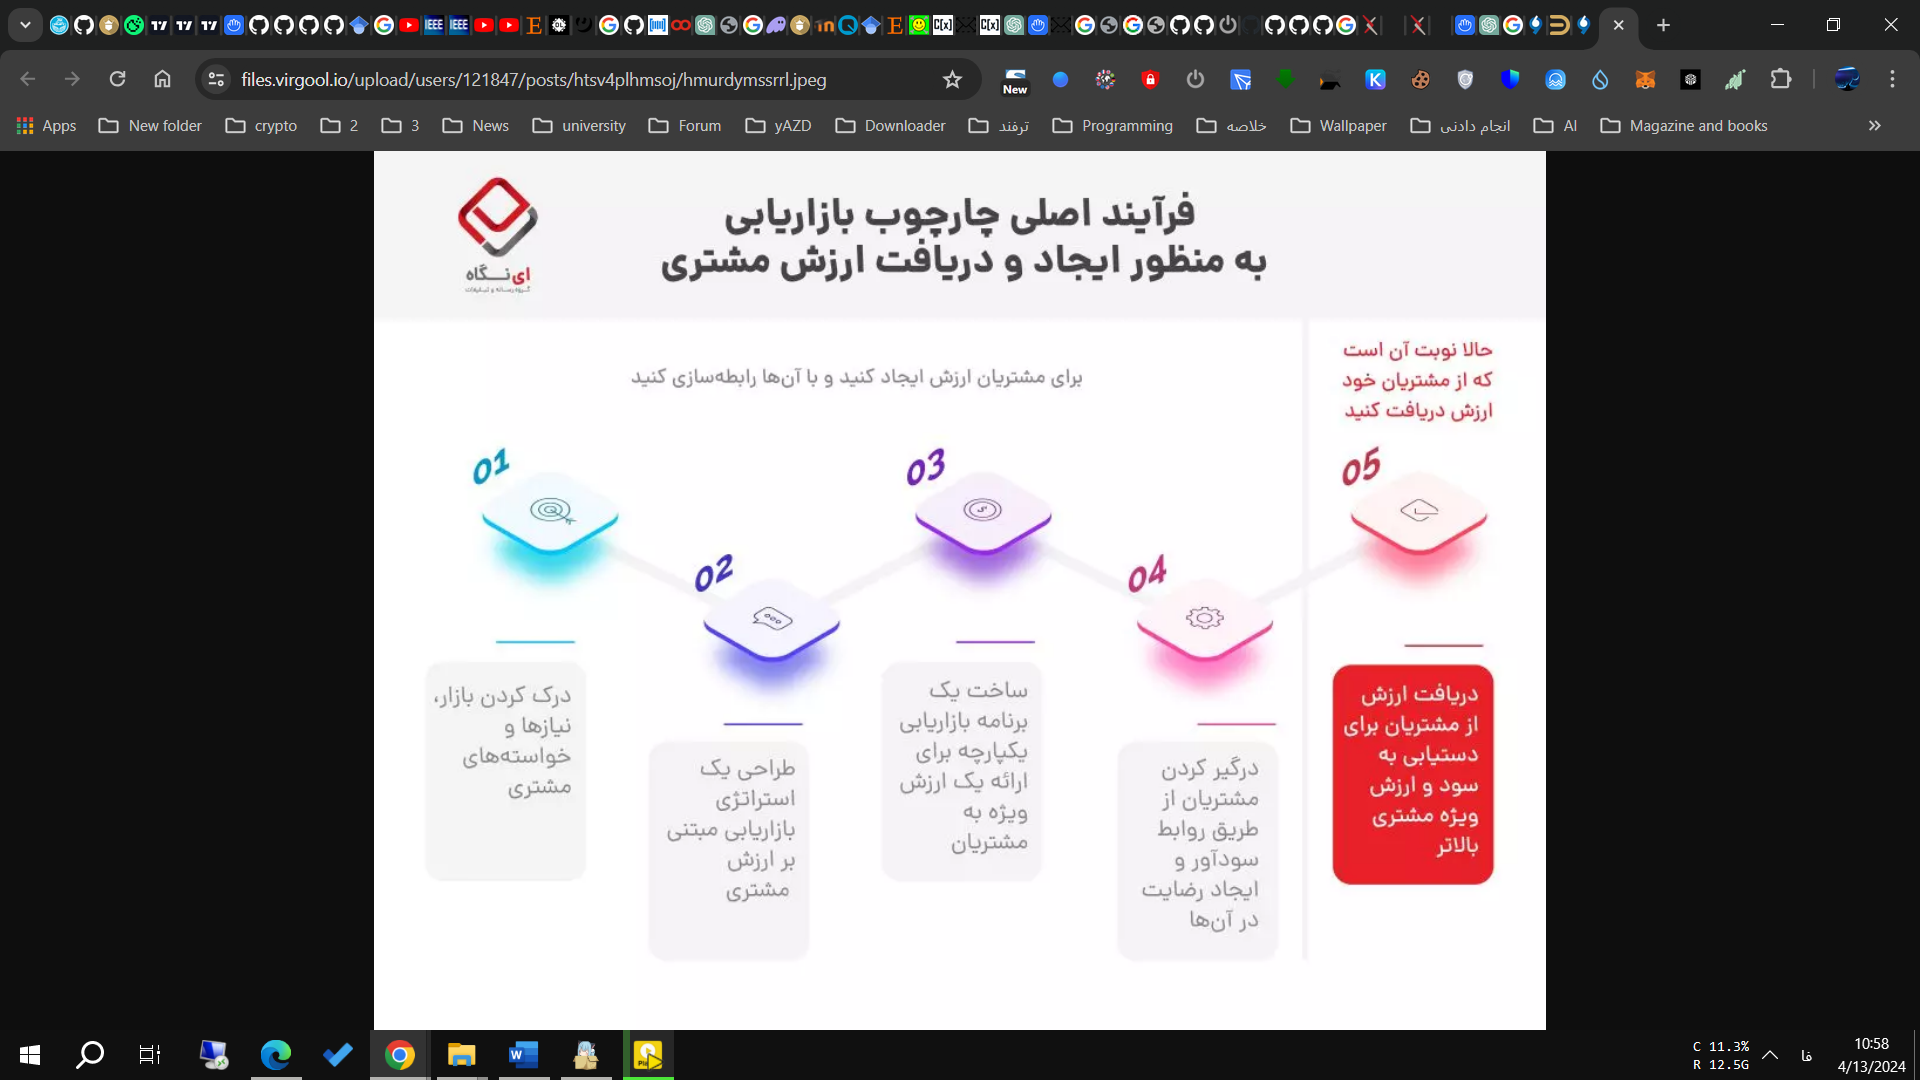 files.virgool.io/upload/users/121847/posts/htsv4plhmsoj/hmurdymssrrl.jpeg
New
Apps
New folder
crypto
2
3
News
university
Forum
yAZD
Downloader
ترفند
Programming
خلاصه
Wallpaper
انجام دادنی
AI
Magazine and books
ای‌نگاه
گروه رسانه و تبلیغات
فرآیند اصلی چارچوب بازاریابی
به منظور ایجاد و دریافت ارزش مشتری
حالا نوبت آن است
که از مشتریان خود
ارزش دریافت کنید
برای مشتریان ارزش ایجاد کنید و با آن‌ها رابطه‌سازی کنید
01
درک کردن بازار،
نیازها و
خواسته‌های
مشتری
02
طراحی یک
استراتژی
بازاریابی مبتنی
بر ارزش
مشتری
03
ساخت یک
برنامه بازاریابی
یکپارچه برای
ارائه یک ارزش
ویژه به
مشتریان
04
درگیر کردن
مشتریان از
طریق روابط
سودآور و
ایجاد رضایت
در آن‌ها
05
دریافت ارزش
از مشتریان برای
دستیابی به
سود و ارزش
ویژه مشتری
بالاتر
C 11.3%
R 12.5G
فا
10:58
4/13/2024